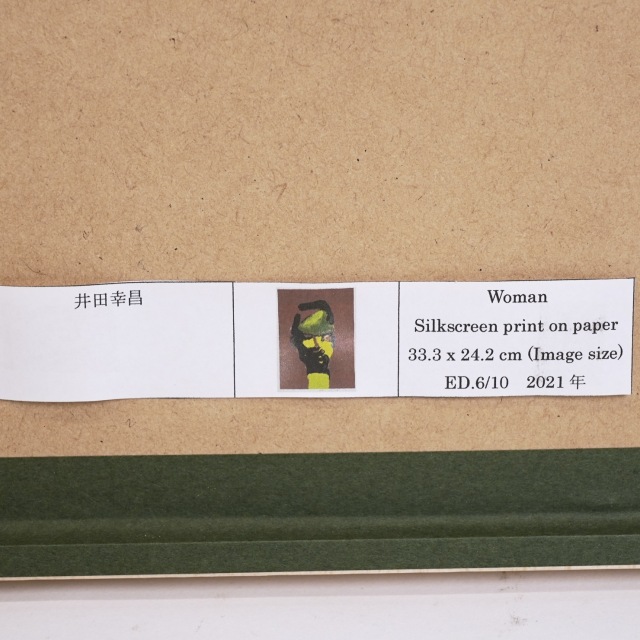 井田幸昌
Woman
Silkscreen print on paper
33.3 x 24.2 cm (Image size)
ED.6/10 2021 年